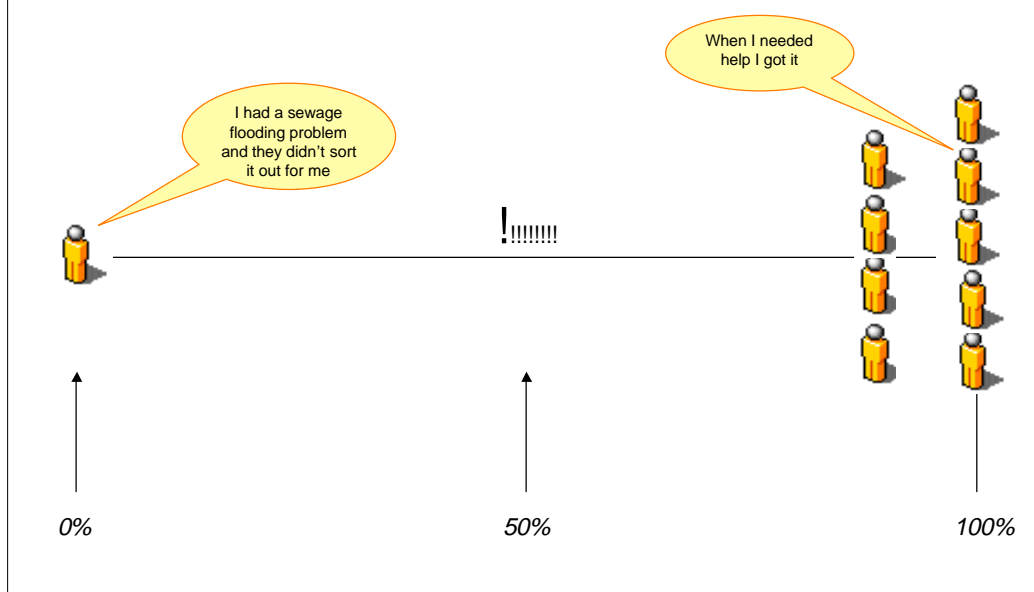 When I needed
help I got it
I had a sewage
flooding problem
and they didn’t sort
it out for me
!!!!!!!!!
0%
50%
100%